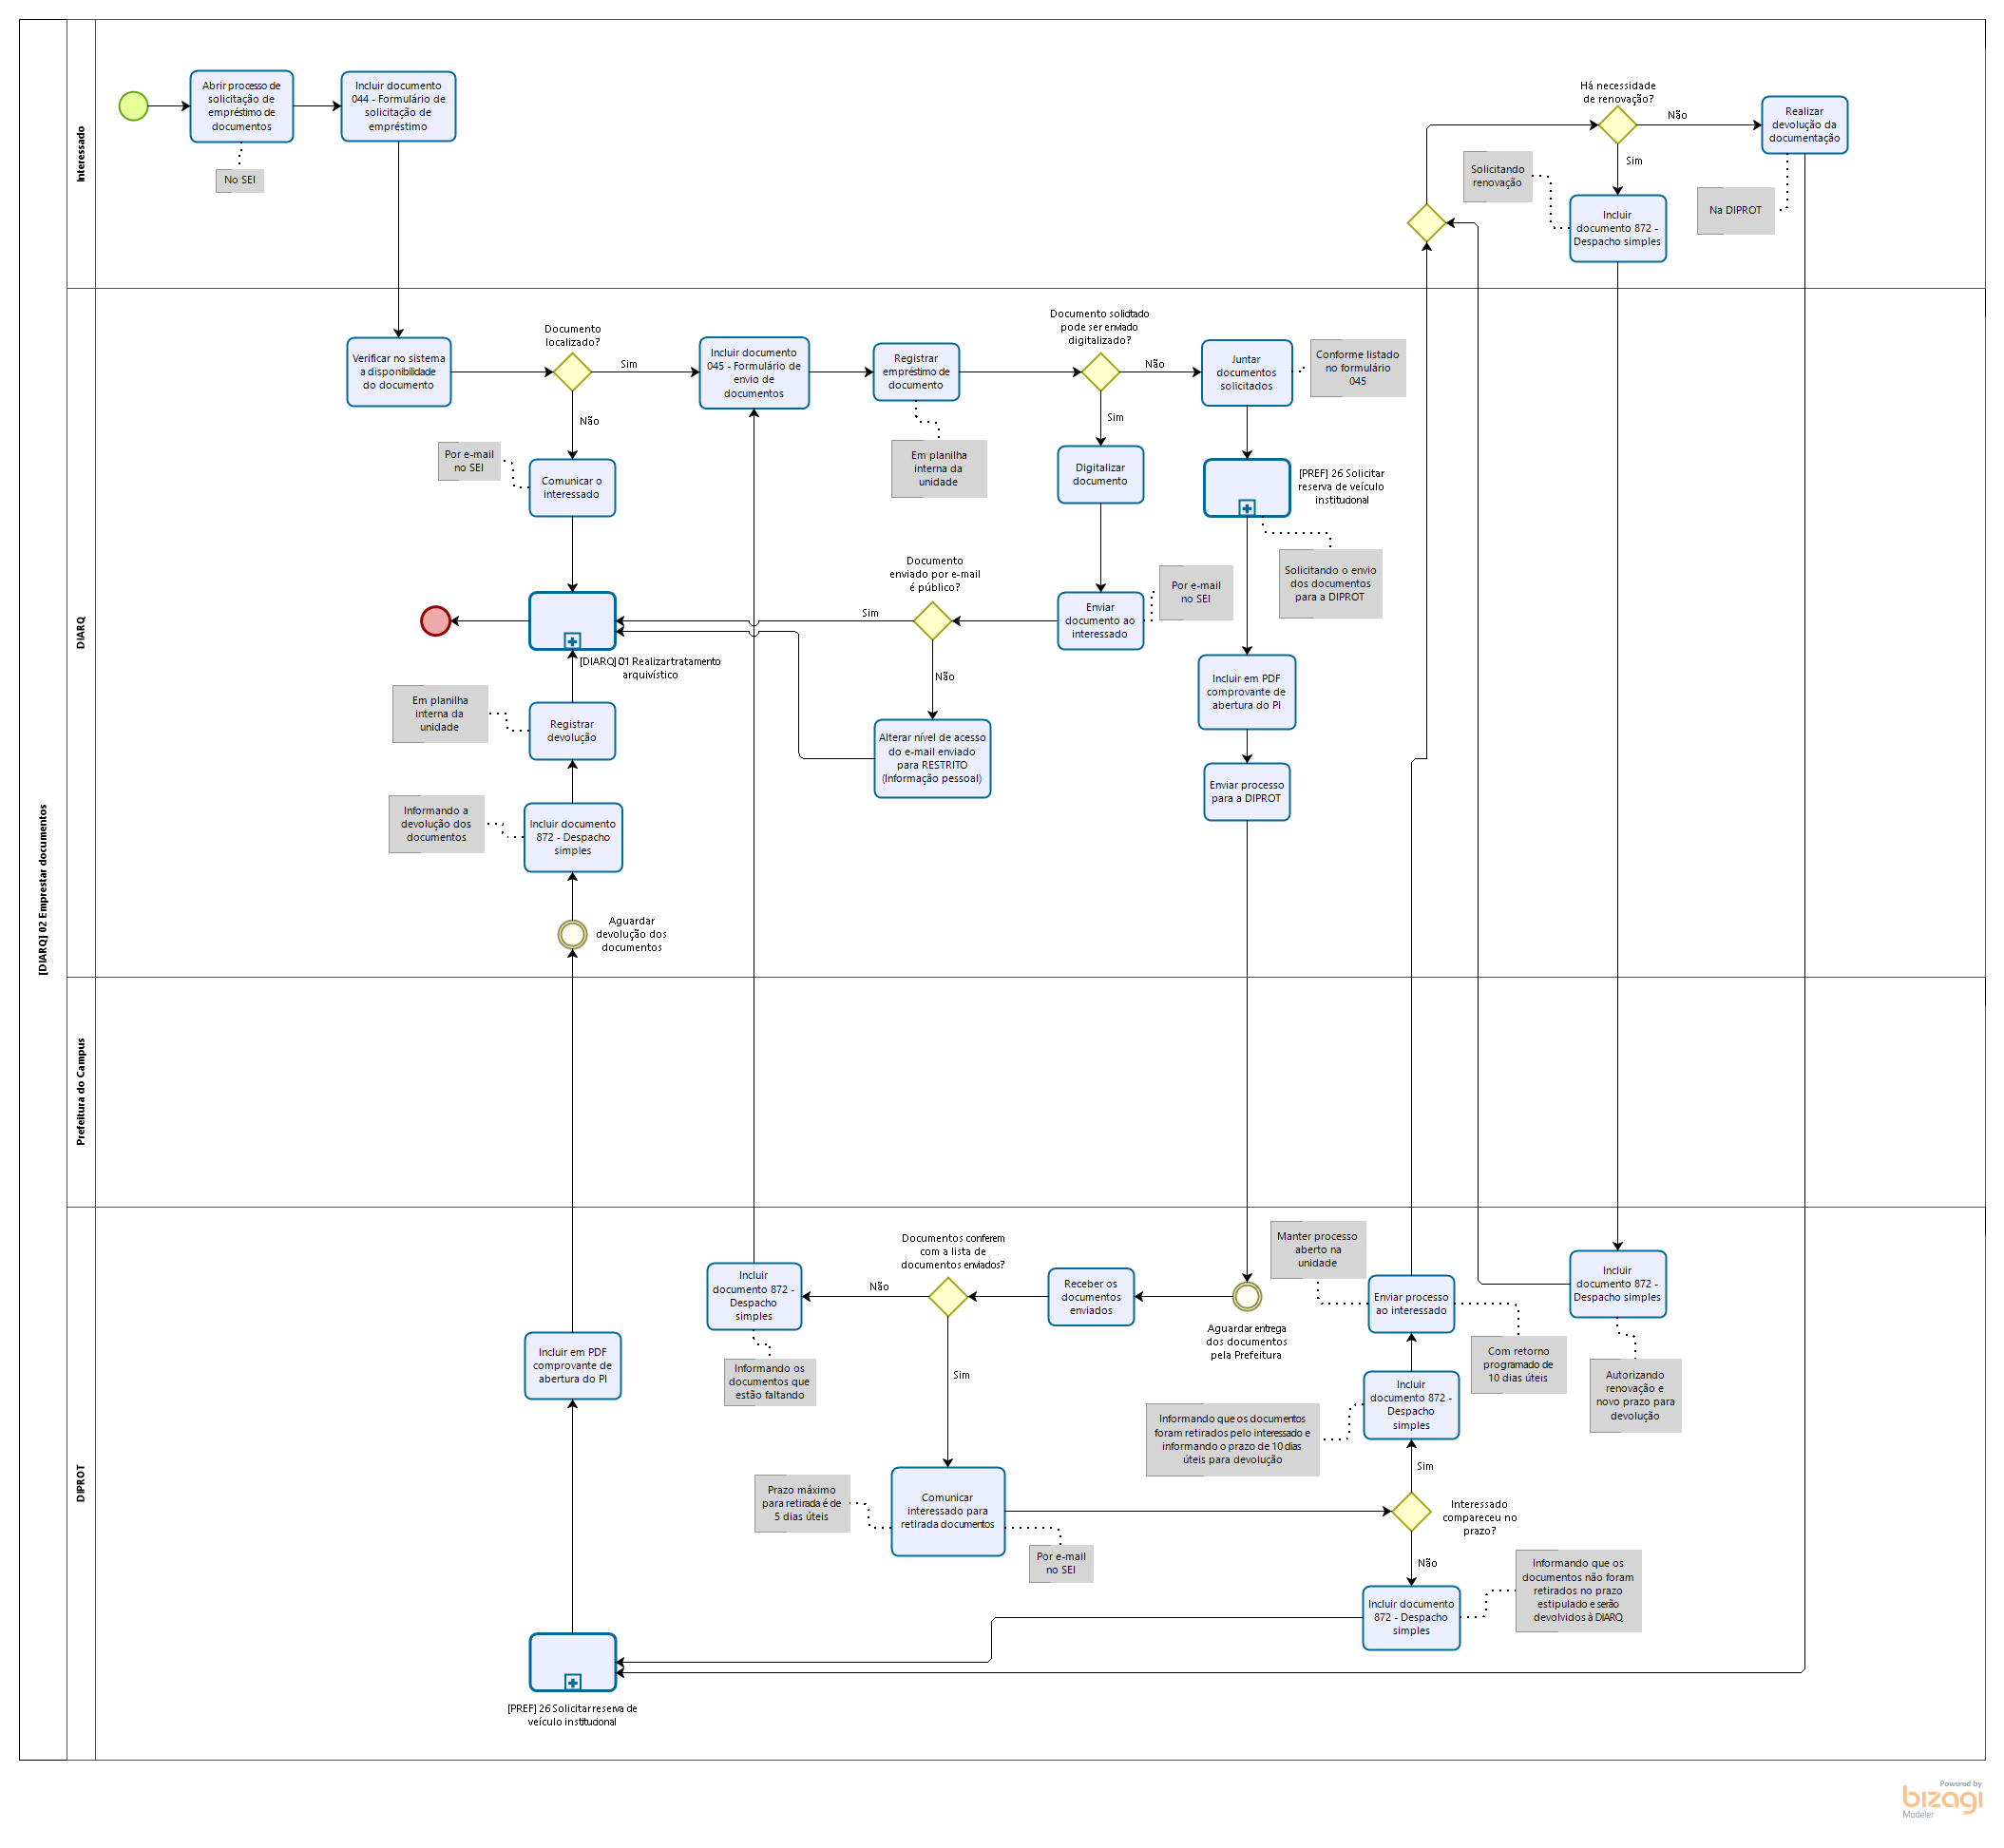 [DIARQ] 02 Emprestar documentos
Interessado
Abrir processo de
solicitação de
empréstimo de
documentos
No SEI
Incluir documento
044 - Formulário de
solicitação de
empréstimo
Há necessidade
de renovação?
Não
Sim
Realizar
devolução da
documentação
Na DIPROT
Solicitando
renovação
Incluir
documento 872 -
Despacho simples
DIARQ
Verificar no sistema
a disponibilidade
do documento
Documento
localizado?
Sim
Não
Incluir documento
045 - Formulário de
envio de
documentos
Registrar
empréstimo de
documento
Em planilha
interna da
unidade
Documento solicitado
pode ser enviado
digitalizado?
Não
Sim
Juntar
documentos
solicitados
Conforme listado
no formulário
045
Por e-mail
no SEI
Comunicar o
interessado
Digitalizar
documento
[PREF] 26 Solicitar
reserva de veículo
institucional
Solicitando o envio
dos documentos
para a DIPROT
Documento
enviado por e-mail
é público?
Sim
Não
Enviar
documento ao
interessado
Por e-mail
no SEI
[DIARQ] 01 Realizar tratamento
arquivístico
Incluir em PDF
comprovante de
abertura do PI
Em planilha
interna da
unidade
Registrar
devolução
Alterar nível de acesso
do e-mail enviado
para RESTRITO
(Informação pessoal)
Enviar processo
para a DIPROT
Informando a
devolução dos
documentos
Incluir documento
872 - Despacho
simples
Aguardar
devolução dos
documentos
Prefeitura do Campus
DIPROT
Documentos conferem
com a lista de
documentos enviados?
Não
Sim
Incluir
documento 872 -
Despacho
simples
Informando os
documentos que
estão faltando
Receber os
documentos
enviados
Aguardar entrega
dos documentos
pela Prefeitura
Manter processo
aberto na
unidade
Enviar processo
ao interessado
Com retorno
programado de
10 dias úteis
Incluir
documento 872 -
Despacho simples
Autorizando
renovação e
novo prazo para
devolução
Incluir em PDF
comprovante de
abertura do PI
Incluir
documento 872 -
Despacho
simples
Informando que os documentos
foram retirados pelo interessado e
informando o prazo de 10 dias
úteis para devolução
Sim
Prazo máximo
para retirada é de
5 dias úteis
Comunicar
interessado para
retirada documentos
Por e-mail
no SEI
Interessado
compareceu no
prazo?
Não
Incluir documento
872 - Despacho
simples
Informando que os
documentos não foram
retirados no prazo
estipulado e serão
devolvidos à DIARQ
[PREF] 26 Solicitar reserva de
veículo institucional
Powered by
bizagi
Modeler